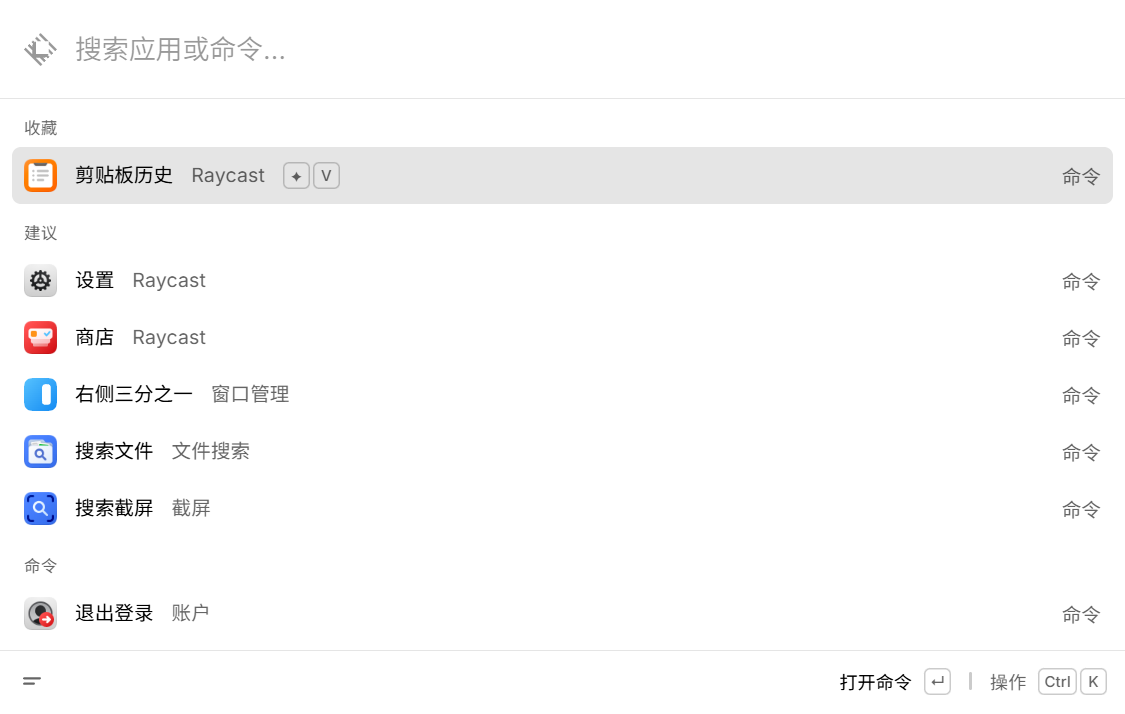 搜索应用或命令...
收藏
剪贴板历史 Raycast ✦ V 命令
建议
设置 Raycast 命令
商店 Raycast 命令
右侧三分之一 窗口管理 命令
搜索文件 文件搜索 命令
搜索截屏 截屏 命令
命令
退出登录 账户 命令
打开命令 ↵ | 操作 Ctrl K